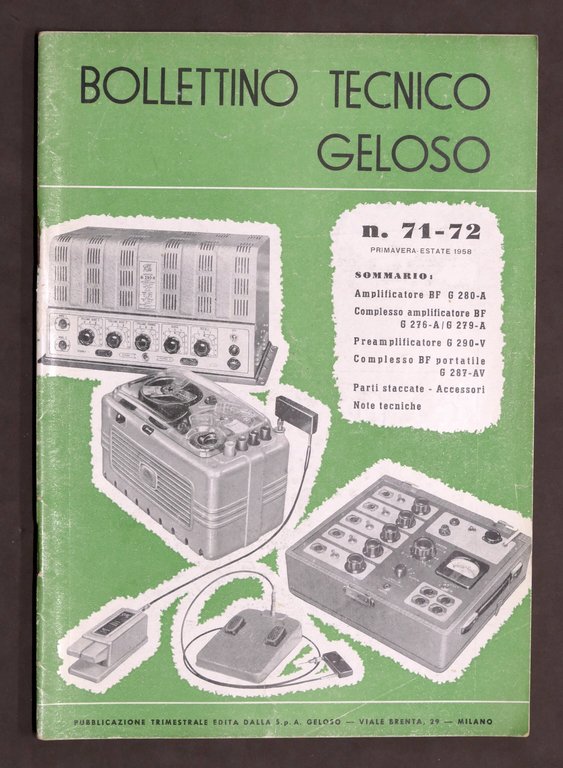 BOLLETTINO TECNICO
GELOSO
n. 71-72
PRIMAVERA-ESTATE 1958
SOMMARIO:
Amplificatore BF G 280-A
Complesso amplificatore BF
G 276-A/G 279-A
Preamplificatore G 290-V
Complesso BF portatile
G 287-AV
Parti staccate - Accessori
Note tecniche
PUBBLICAZIONE TRIMESTRALE EDITA DALLA S.p.A. GELOSO — VIALE BRENTA, 29 — MILANO